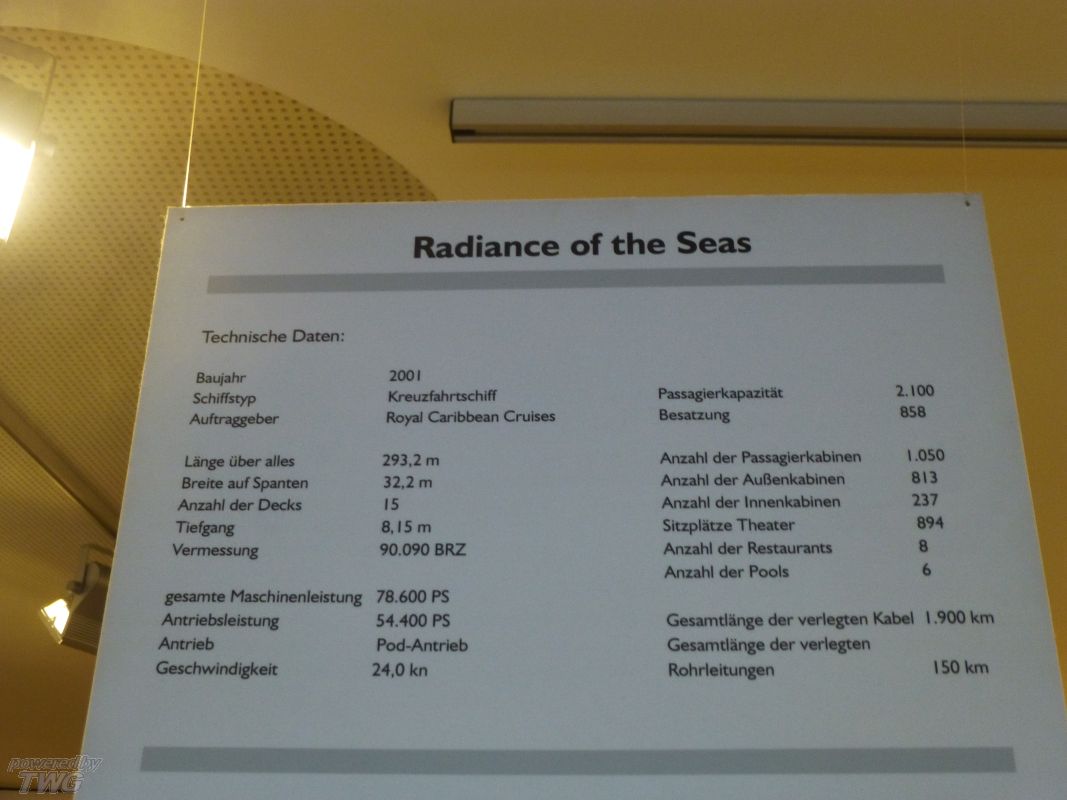 Radiance of the Seas
Technische Daten:
Baujahr 2001
Schiffstyp Kreuzfahrtschiff
Auftraggeber Royal Caribbean Cruises
Länge über alles 293,2 m
Breite auf Spanten 32,2 m
Anzahl der Decks 15
Tiefgang 8,15 m
Vermessung 90.090 BRZ
gesamte Maschinenleistung 78.600 PS
Antriebsleistung 54.400 PS
Antrieb Pod-Antrieb
Geschwindigkeit 24,0 kn
Passagierkapazität 2.100
Besatzung 858
Anzahl der Passagierkabinen 1.050
Anzahl der Außenkabinen 813
Anzahl der Innenkabinen 237
Sitzplätze Theater 894
Anzahl der Restaurants 8
Anzahl der Pools 6
Gesamtlänge der verlegten Kabel 1.900 km
Gesamtlänge der verlegten
Rohrleitungen 150 km
powered by
TWG